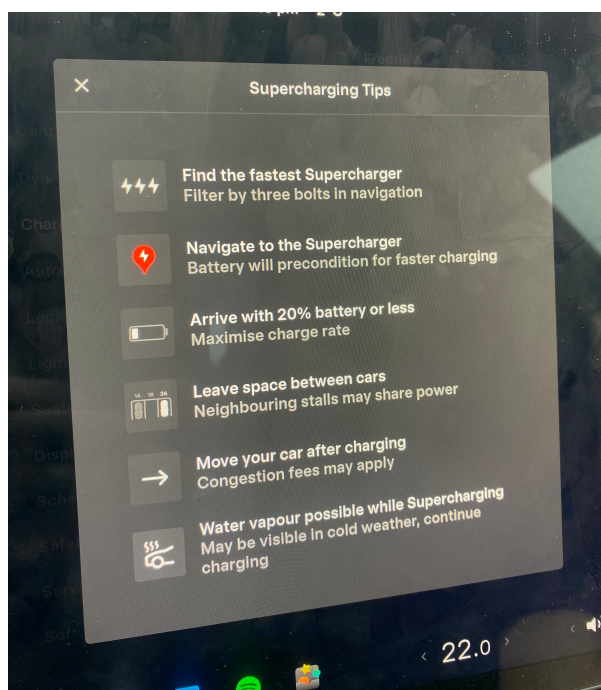 Supercharging Tips
Find the fastest Supercharger
Filter by three bolts in navigation
Navigate to the Supercharger
Battery will precondition for faster charging
Arrive with 20% battery or less
Maximise charge rate
1A 1B 2A
Leave space between cars
Neighbouring stalls may share power
Move your car after charging
Congestion fees may apply
Water vapour possible while Supercharging
May be visible in cold weather, continue
charging
22.0